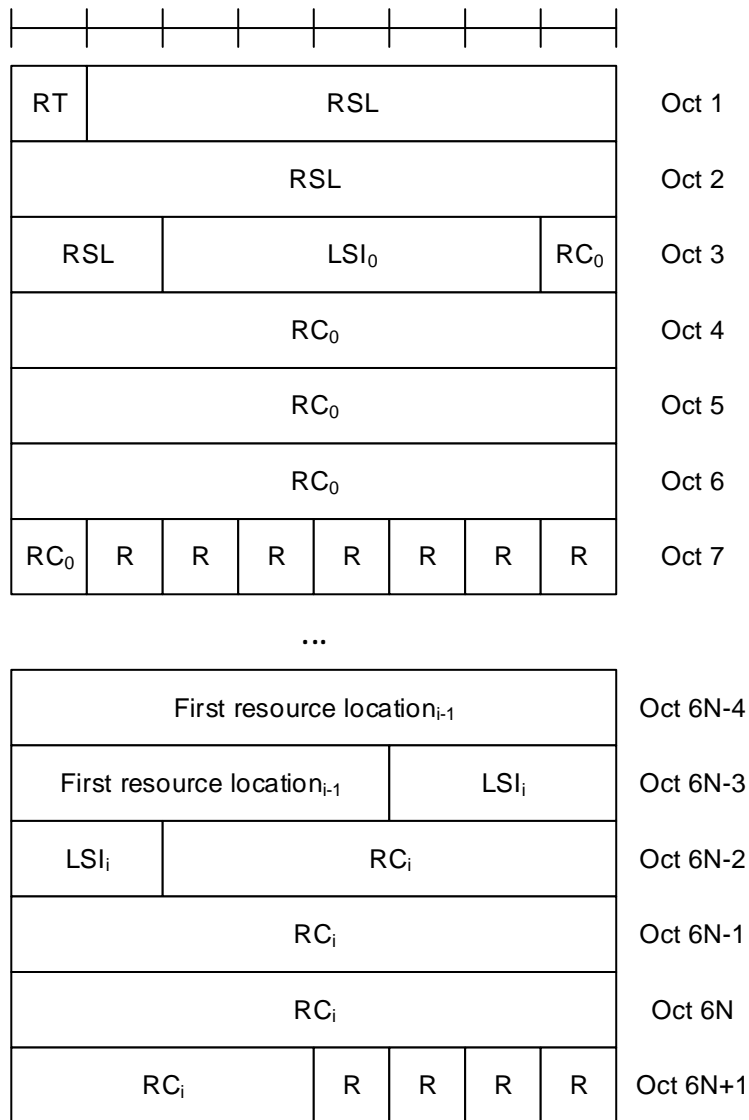 RT RSL Oct 1
RSL Oct 2
RSL LSI₀ RC₀ Oct 3
RC₀ Oct 4
RC₀ Oct 5
RC₀ Oct 6
RC₀ R R R R R R R Oct 7
...
First resource locationᵢ₋₁ Oct 6N-4
First resource locationᵢ₋₁ LSIᵢ Oct 6N-3
LSIᵢ RCᵢ Oct 6N-2
RCᵢ Oct 6N-1
RCᵢ Oct 6N
RCᵢ R R R R Oct 6N+1